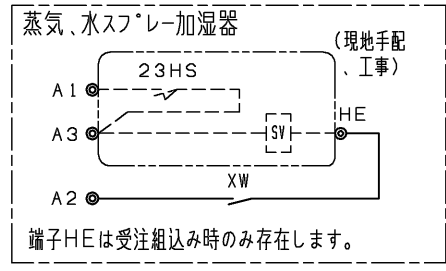 蒸気、水スプレー加湿器
(現地手配
、工事)
23HS
A1
HE
A3
SV
XW
A2
端子HEは受注組込み時のみ存在します。